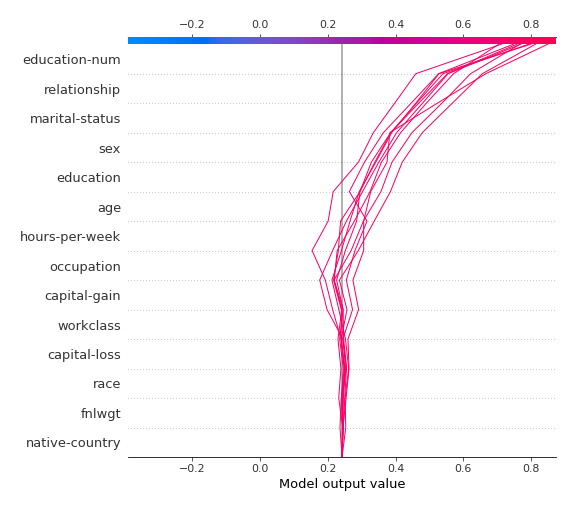 −0.2 0.0 0.2 0.4 0.6 0.8
education-num
relationship
marital-status
sex
education
age
hours-per-week
occupation
capital-gain
workclass
capital-loss
race
fnlwgt
native-country
−0.2 0.0 0.2 0.4 0.6 0.8
Model output value